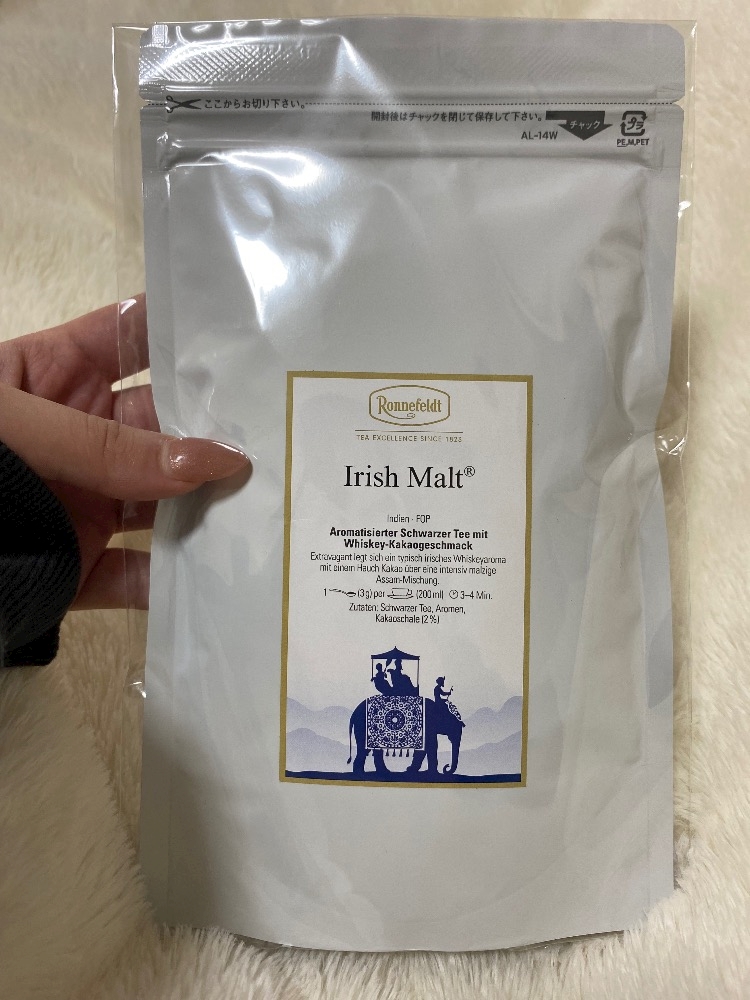 ここからお切り下さい。
開封後はチャックを閉じて保存して下さい。
チャック
プラ
AL-14W
PE,M,PET
Ronnefeldt
TEA EXCELLENCE SINCE 1823
Irish Malt®
Indien · FOP
Aromatisierter Schwarzer Tee mit
Whiskey-Kakaogeschmack
Extravagant legt sich ein typisch irisches Whiskeyaroma
mit einem Hauch Kakao über eine intensiv malzige
Assam-Mischung.
1 (3 g) per (200 ml) 3–4 Min.
Zutaten: Schwarzer Tee, Aromen,
Kakaoschale (2 %)